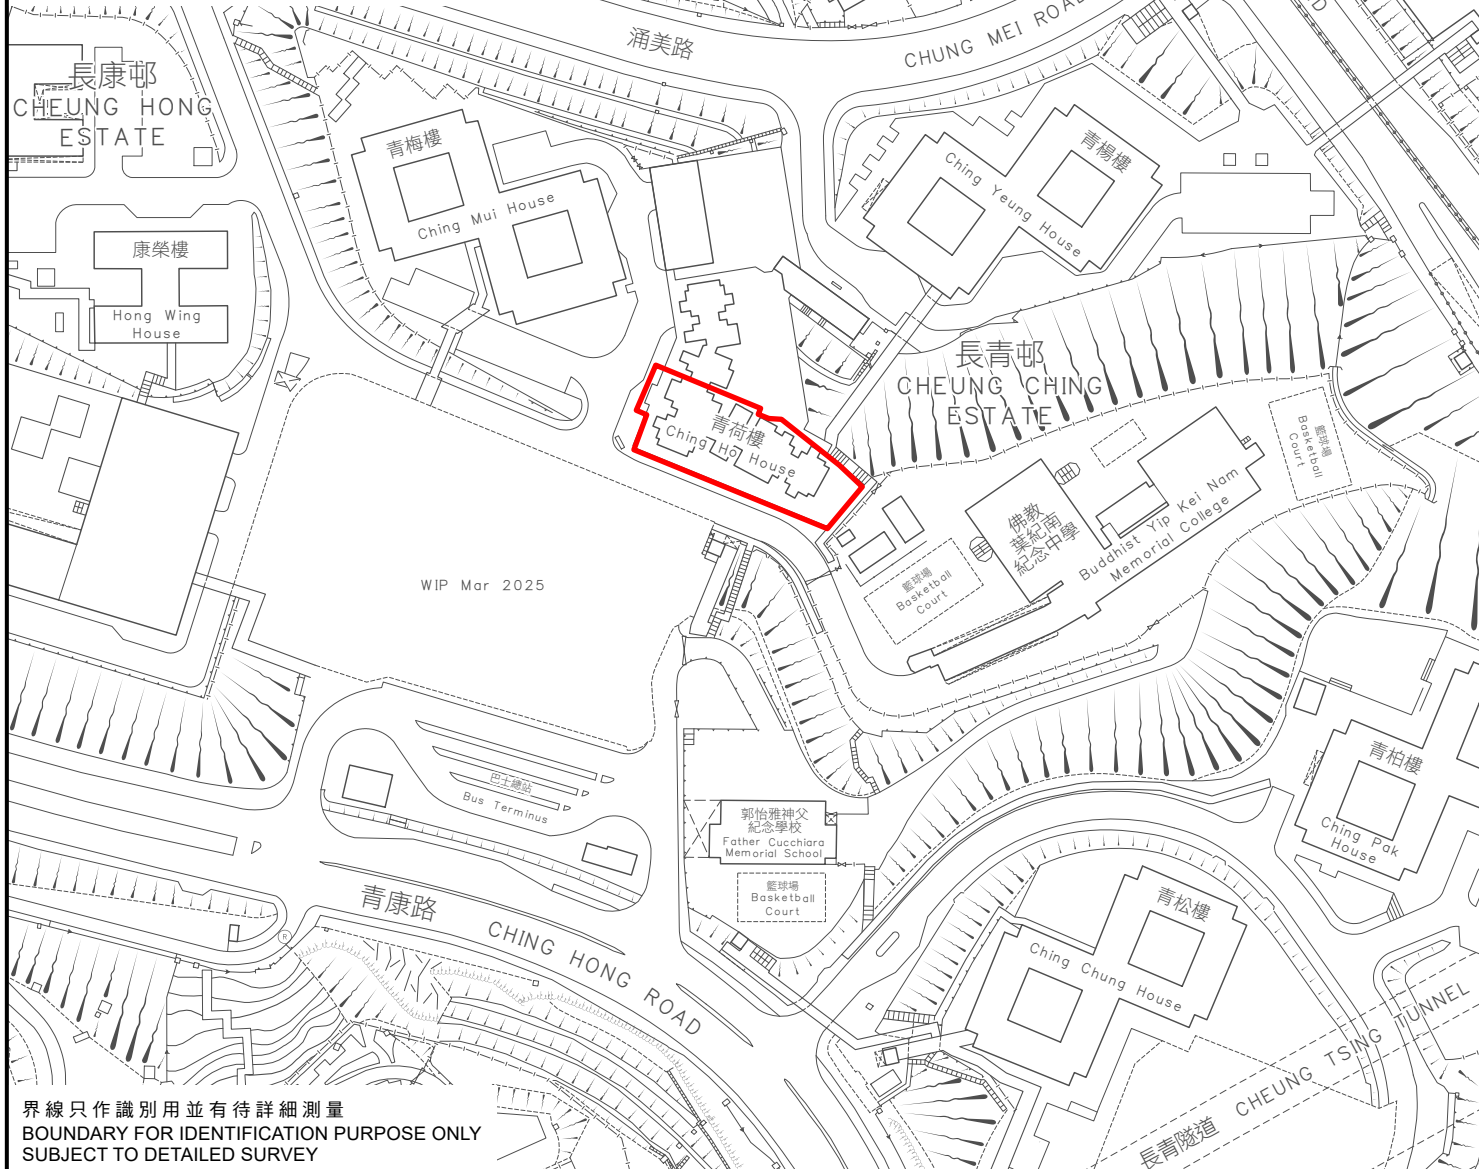 涌美路
CHUNG MEI ROAD
長康邨
CHEUNG HONG
ESTATE
青梅樓
Ching Mui House
青楊樓
Ching Yeung House
康榮樓
Hong Wing
House
長青邨
CHEUNG CHING
ESTATE
青荷樓
Ching Ho House
籃球場
Basketball
Court
佛教
葉紀南
紀念中學
Buddhist Yip Kei Nam
Memorial College
籃球場
Basketball
Court
WIP Mar 2025
巴士總站
Bus Terminus
青柏樓
Ching Pak
House
郭怡雅神父
紀念學校
Father Cucchiara
Memorial School
籃球場
Basketball
Court
青康路
CHING HONG ROAD
R
青松樓
Ching Chung House
長青隧道
CHEUNG TSING TUNNEL
界線只作識別用並有待詳細測量
BOUNDARY FOR IDENTIFICATION PURPOSE ONLY
SUBJECT TO DETAILED SURVEY